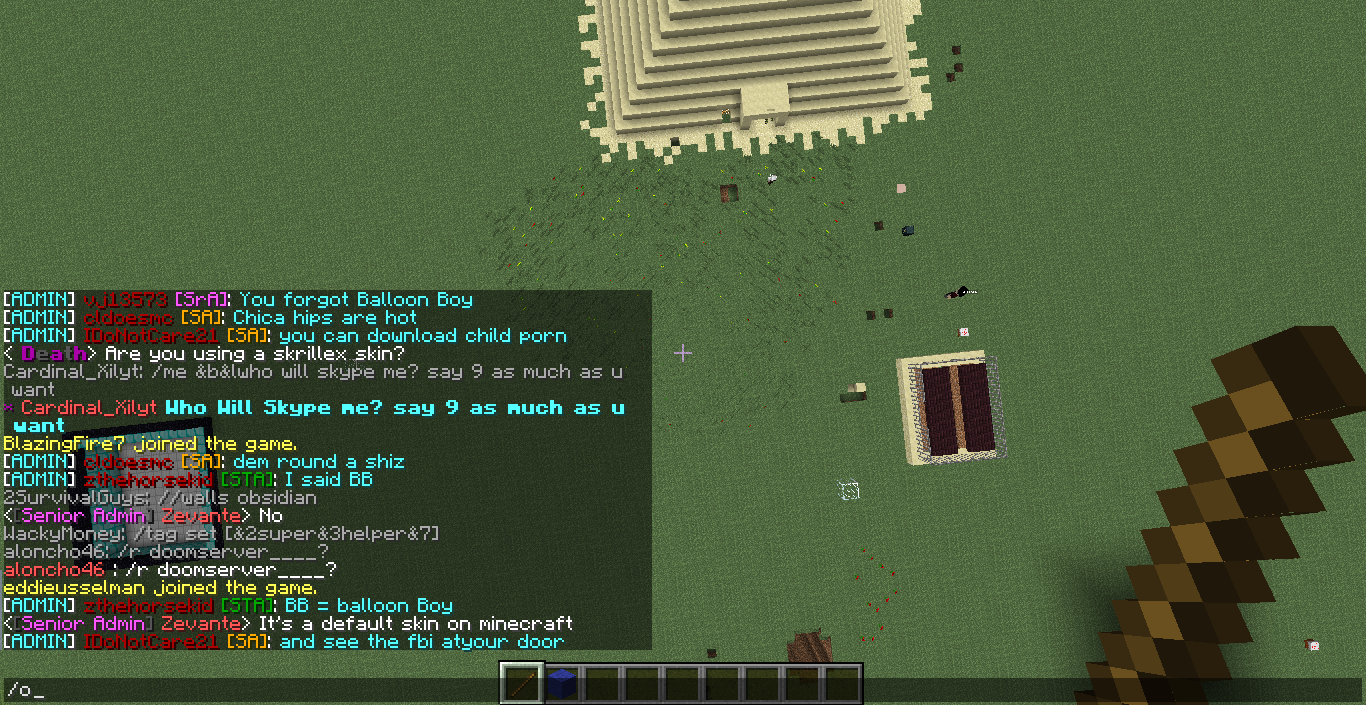 [ADMIN] vj13573 [SrA]: You forgot Balloon Boy
[ADMIN] cldoesmc [SA]: Chica hips are hot
[ADMIN] IDoNotCare21 [SA]: you can download child porn
< Death> Are you using a skrillex skin?
Cardinal_Xilyt: /me &b&lwho will skype me? say 9 as much as u
want
* Cardinal_Xilyt Who Will Skype me? say 9 as much as u
want
BlazingFire7 joined the game.
[ADMIN] cldoesmc [SA]: dem round a shiz
[ADMIN] zthehorsekid [STA]: I said BB
2SurvivalGuys: //walls obsidian
<[Senior Admin] Zevante> No
WackyMoney: /tag set [&2super&3helper&7]
aloncho46: /r doomserver____?
aloncho46 : /r doomserver____?
eddieusselman joined the game.
[ADMIN] zthehorsekid [STA]: BB = balloon Boy
<[Senior Admin] Zevante> It's a default skin on minecraft
[ADMIN] IDoNotCare21 [SA]: and see the fbi atyour door
/o_